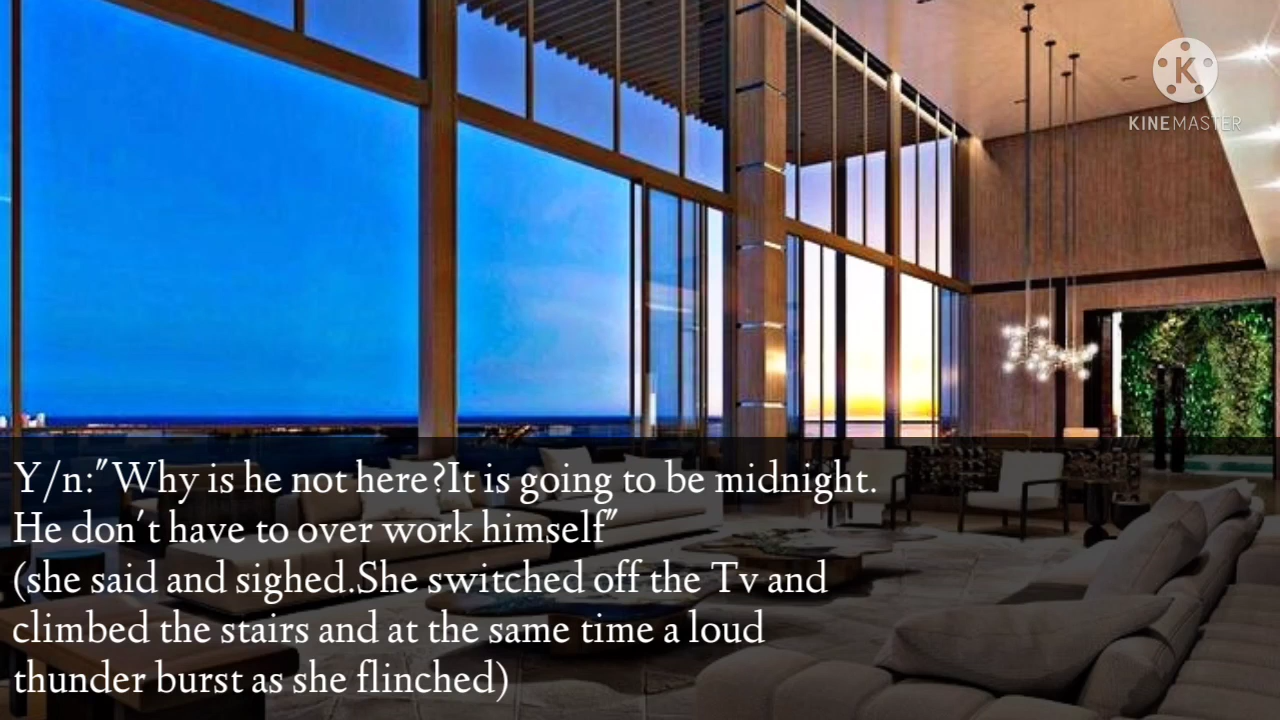 K
KINEMASTER
Y/n:"Why is he not here?It is going to be midnight.
He don't have to over work himself"
(she said and sighed.She switched off the Tv and
climbed the stairs and at the same time a loud
thunder burst as she flinched)